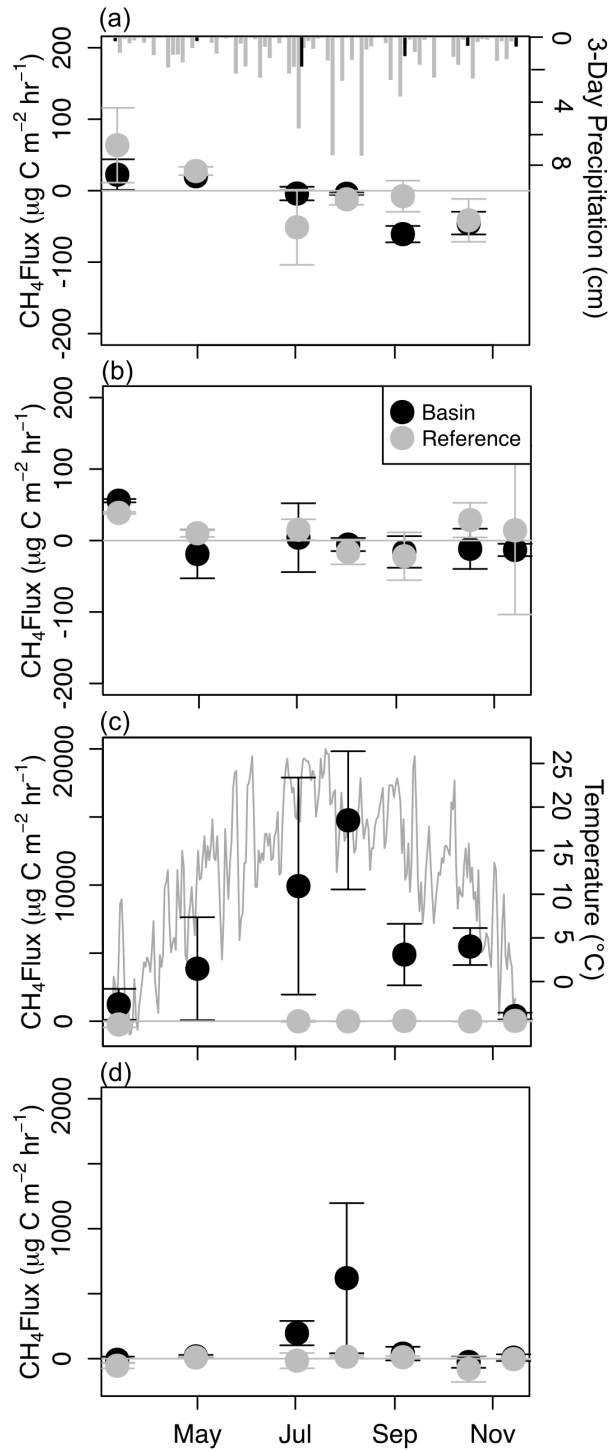 (a)
200
100
0
-100
-200
CH₄Flux (µg C m⁻² hr⁻¹)
0
4
8
3-Day Precipitation (cm)
(b)
200
100
0
-100
-200
CH₄Flux (µg C m⁻² hr⁻¹)
Basin
Reference
(c)
20000
10000
0
CH₄Flux (µg C m⁻² hr⁻¹)
25
20
15
10
5
0
Temperature (°C)
(d)
2000
1000
0
CH₄Flux (µg C m⁻² hr⁻¹)
May Jul Sep Nov